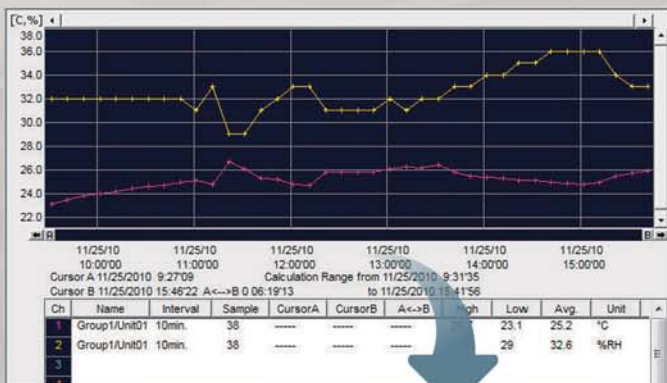 [C,%]
38.0
36.0
34.0
32.0
30.0
28.0
26.0
24.0
22.0
A B
11/25/10 11/25/10 11/25/10 11/25/10 11/25/10 11/25/10
10:00'00 11:00'00 12:00'00 13:00'00 14:00'00 15:00'00
Cursor A 11/25/2010 9:27'09 Calculation Range from 11/25/2010 9:31'35
Cursor B 11/25/2010 15:46'22 A<-->B 0 06:19'13 to 11/25/2010 15:41'56
Ch Name Interval Sample CursorA CursorB A<->B High Low Avg. Unit
1 Group1/Unit01 10min. 38 ----- ----- ----- 23.1 25.2 °C
2 Group1/Unit01 10min. 38 ----- ----- ----- 29 32.6 %RH
3